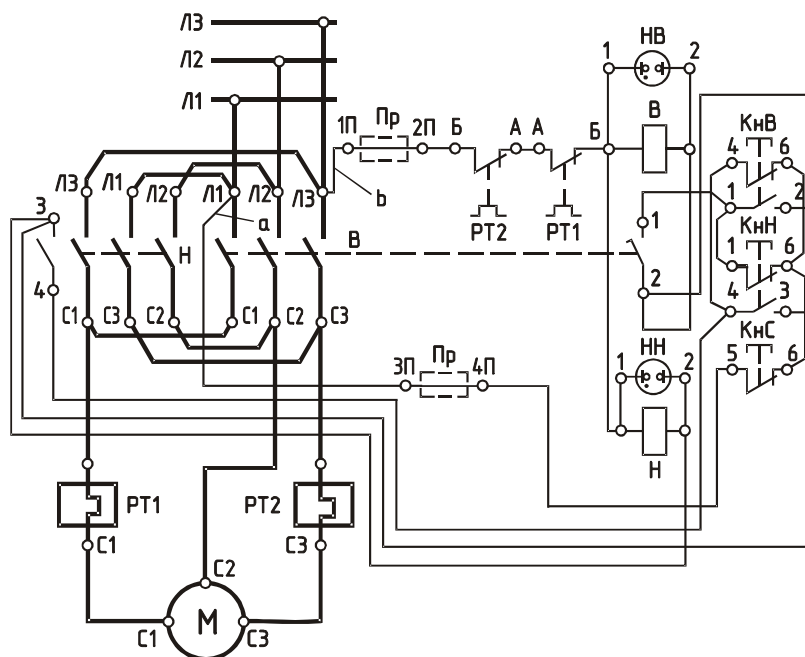 Л3
НВ
1
2
Л2
В
Л1
КнВ
1П
Пр
2П
Б
А
А
Б
4
6
Л3
Л1
Л2
Л1
Л2
Л3
1
2
b
3
а
1
КнН
РТ2
РТ1
Н
В
1
6
2
4
4
3
С1
С3
С2
С1
С2
С3
КнС
НН
3П
Пр
4П
1
2
5
6
Н
РТ1
РТ2
С1
С3
С2
М
С1
С3